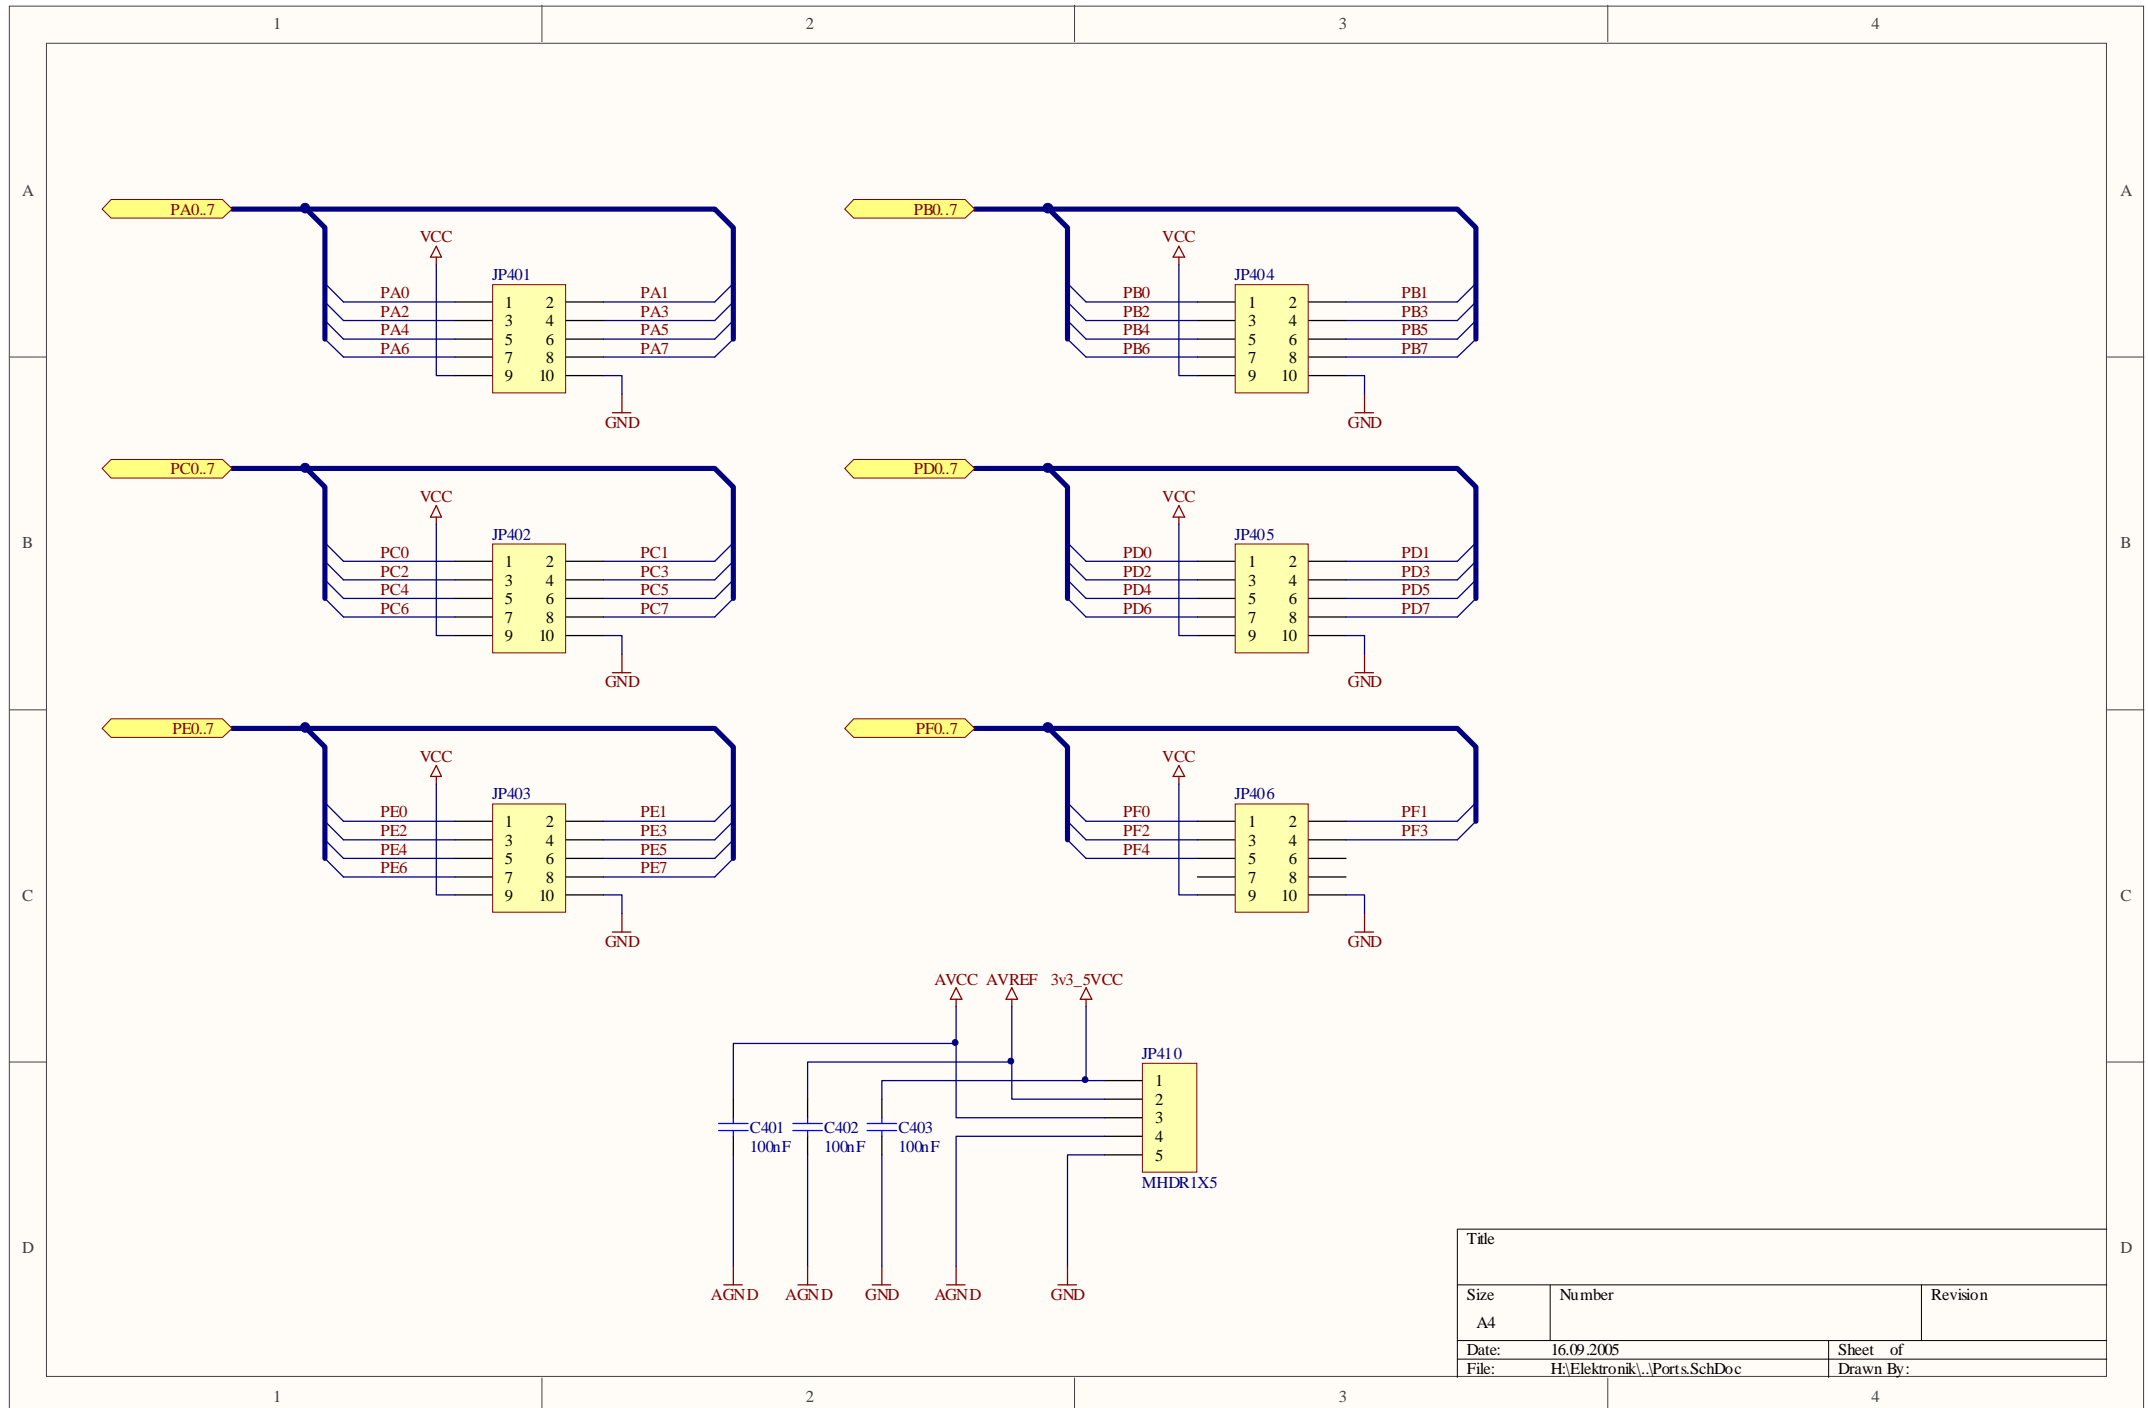 1 2 3 4
A A
PA0..7 PB0..7
VCC VCC
JP401 JP404
PA0 1 2 PA1 PB0 1 2 PB1
PA2 3 4 PA3 PB2 3 4 PB3
PA4 5 6 PA5 PB4 5 6 PB5
PA6 7 8 PA7 PB6 7 8 PB7
9 10 9 10
GND GND
PC0..7 PD0..7
VCC VCC
JP402 JP405
B B
PC0 1 2 PC1 PD0 1 2 PD1
PC2 3 4 PC3 PD2 3 4 PD3
PC4 5 6 PC5 PD4 5 6 PD5
PC6 7 8 PC7 PD6 7 8 PD7
9 10 9 10
GND GND
PE0..7 PF0..7
VCC VCC
JP403 JP406
PE0 1 2 PE1 PF0 1 2 PF1
PE2 3 4 PE3 PF2 3 4 PF3
PE4 5 6 PE5 PF4 5 6
PE6 7 8 PE7 7 8
C 9 10 9 10 C
GND GND
AVCC AVREF 3v3_5VCC
JP410
1
2
3
C401 C402 C403
4
100nF 100nF 100nF
5
MHDR1X5
D D
AGND AGND GND AGND GND
Title
Size Number Revision
A4
Date: 16.09.2005 Sheet of
File: H:\Elektronik\..\Ports.SchDoc Drawn By:
1 2 3 4